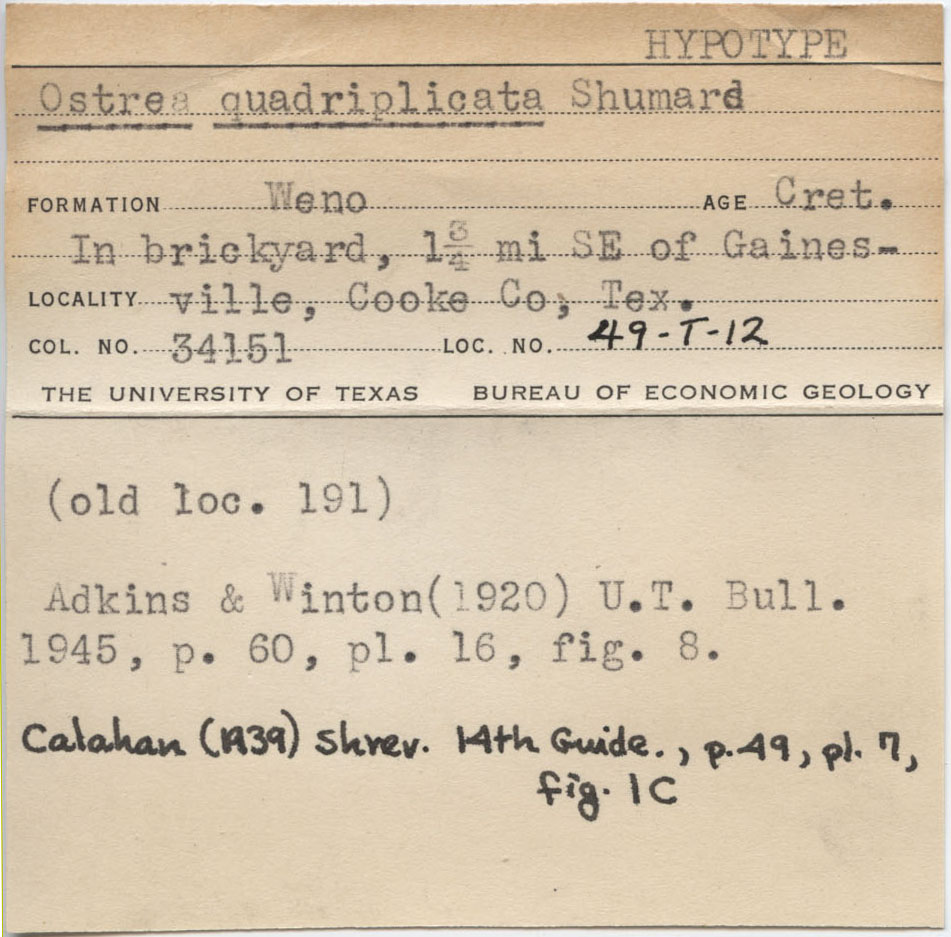 HYPOTYPE
Ostrea quadriplicata Shumard
FORMATION Weno AGE Cret.
In brickyard, 1 3/4 mi SE of Gaines-
LOCALITY ville, Cooke Co, Tex.
COL. NO. 34151 LOC. NO. 49-T-12
THE UNIVERSITY OF TEXAS BUREAU OF ECONOMIC GEOLOGY
(old loc. 191)
Adkins & Winton(1920) U.T. Bull.
1945, p. 60, pl. 16, fig. 8.
Calahan (1939) Shrev. 14th Guide., p. 49, pl. 7,
fig. 1C